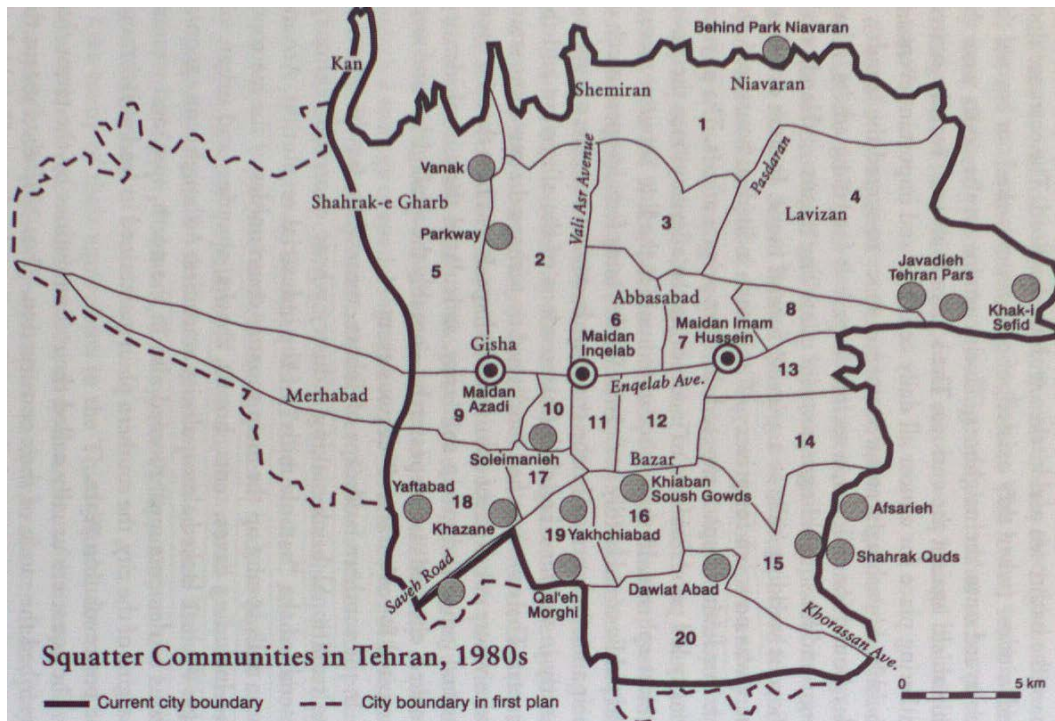 Behind Park Niavaran
Kan
Shemiran
Niavaran
1
Vanak
Vali Asr Avenue
Pasdaran
4
Shahrak-e Gharb
3
Lavizan
Parkway
2
5
Javadieh
Tehran Pars
Abbasabad
8
Khak-i
Sefid
6
Maidan
Inqelab
7
Maidan Imam
Hussein
Gisha
Enqelab Ave.
13
Merhabad
Maidan
Azadi
9
10
11
12
14
Soleimanieh
Bazar
17
Khiaban
Soush Gowds
Yaftabad
18
Khazane
16
Afsarieh
19
Yakhchiabad
15
Shahrak Quds
Saveh Road
Qal'eh
Morghi
Dawlat Abad
20
Khorassan Ave.
Squatter Communities in Tehran, 1980s
Current city boundary
City boundary in first plan
0
5 km